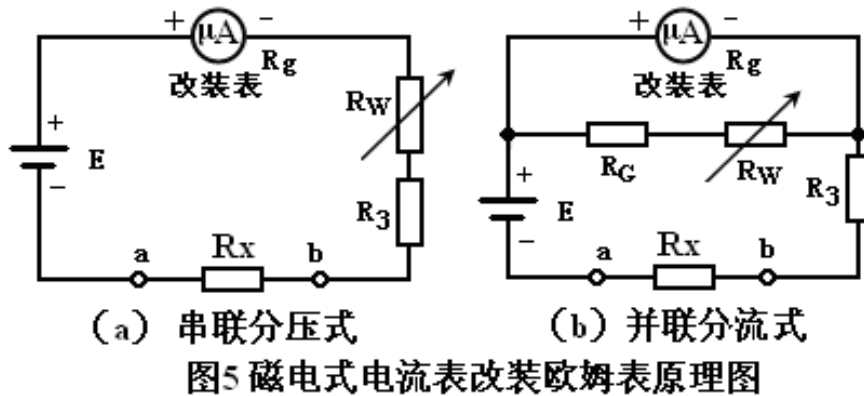 + μA - + μA -
Rg Rg
改装表 改装表
RW
+ RG RW
E + R3
- R3 E
a Rx b - a Rx b
（a）串联分压式 （b）并联分流式
图5 磁电式电流表改装欧姆表原理图